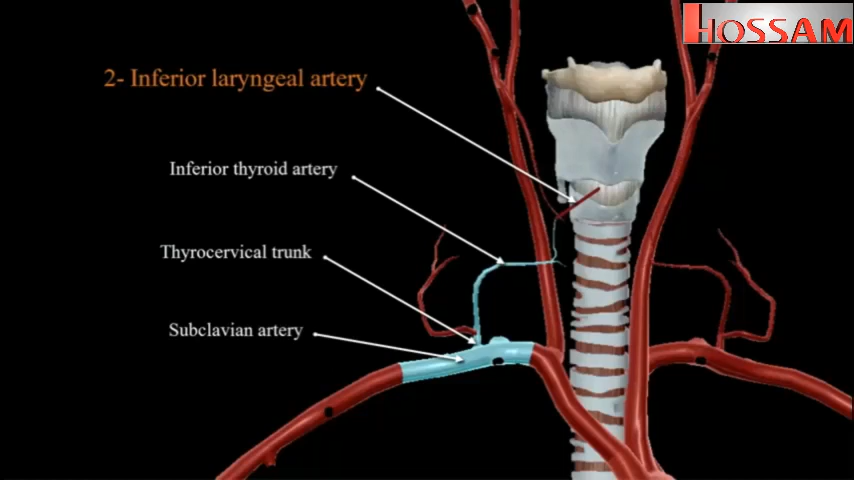 HOSSAM
2- Inferior laryngeal artery
Inferior thyroid artery
Thyrocervical trunk
Subclavian artery